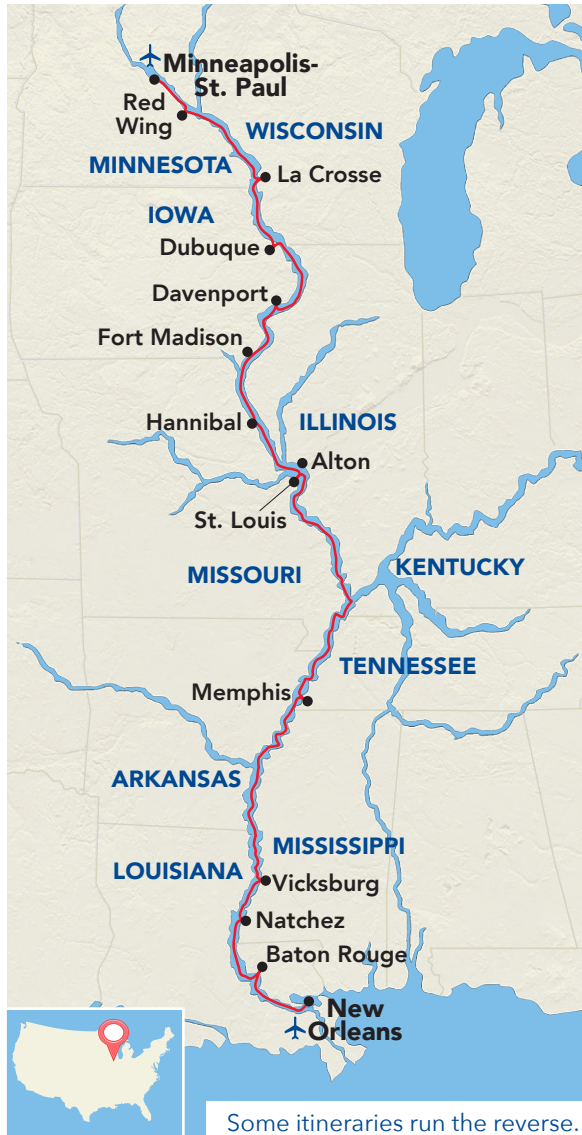 Minneapolis-
St. Paul
Red
Wing
WISCONSIN
MINNESOTA
La Crosse
IOWA
Dubuque
Davenport
Fort Madison
Hannibal
ILLINOIS
Alton
St. Louis
MISSOURI
KENTUCKY
TENNESSEE
Memphis
ARKANSAS
MISSISSIPPI
LOUISIANA
Vicksburg
Natchez
Baton Rouge
New
Orleans
Some itineraries run the reverse.